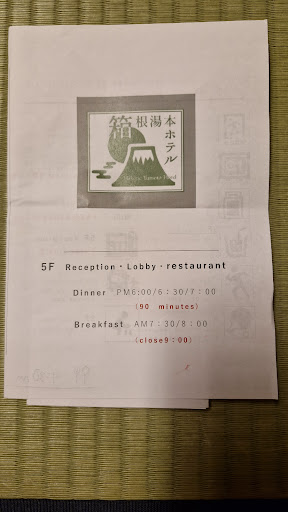 箱根湯本ホテル
Hakone Yumoto Hotel
5F Reception・Lobby・restaurant
Dinner PM6:00/6:30/7:00
(90 minutes)
Breakfast AM7:30/8:00
(close9:00)